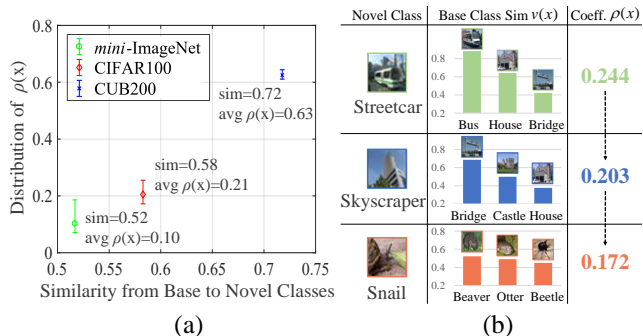 (a)
Distribution of ρ(x)
0.8
0.6
0.4
0.2
0
mini-ImageNet
CIFAR100
CUB200
sim=0.72
avg ρ(x)=0.63
sim=0.58
avg ρ(x)=0.21
sim=0.52
avg ρ(x)=0.10
0.5 0.55 0.6 0.65 0.7 0.75
Similarity from Base to Novel Classes
(a)
Novel Class Base Class Sim v(x) Coeff. ρ(x)
Streetcar
0.8
0.6
0.4
0.2
Bus House Bridge
0.244
Skyscraper
0.8
0.6
0.4
0.2
Bridge Castle House
0.203
Snail
0.8
0.6
0.4
0.2
Beaver Otter Beetle
0.172
(b)